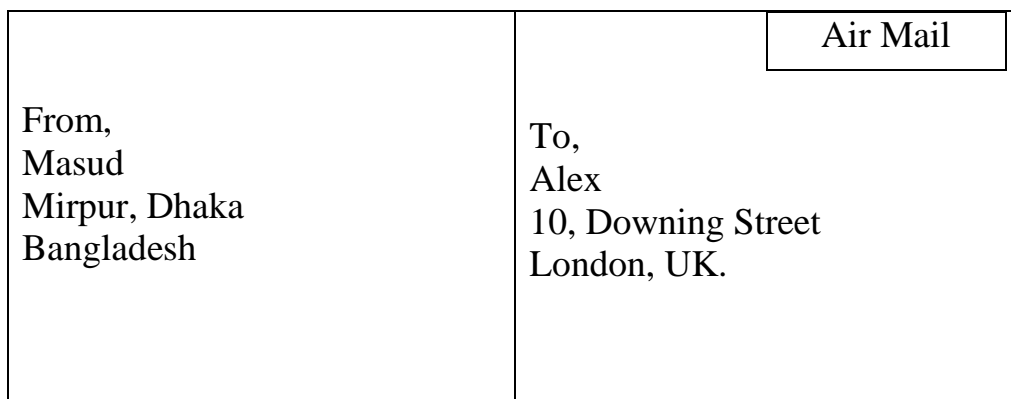 Air Mail
From,
Masud
Mirpur, Dhaka
Bangladesh
To,
Alex
10, Downing Street
London, UK.